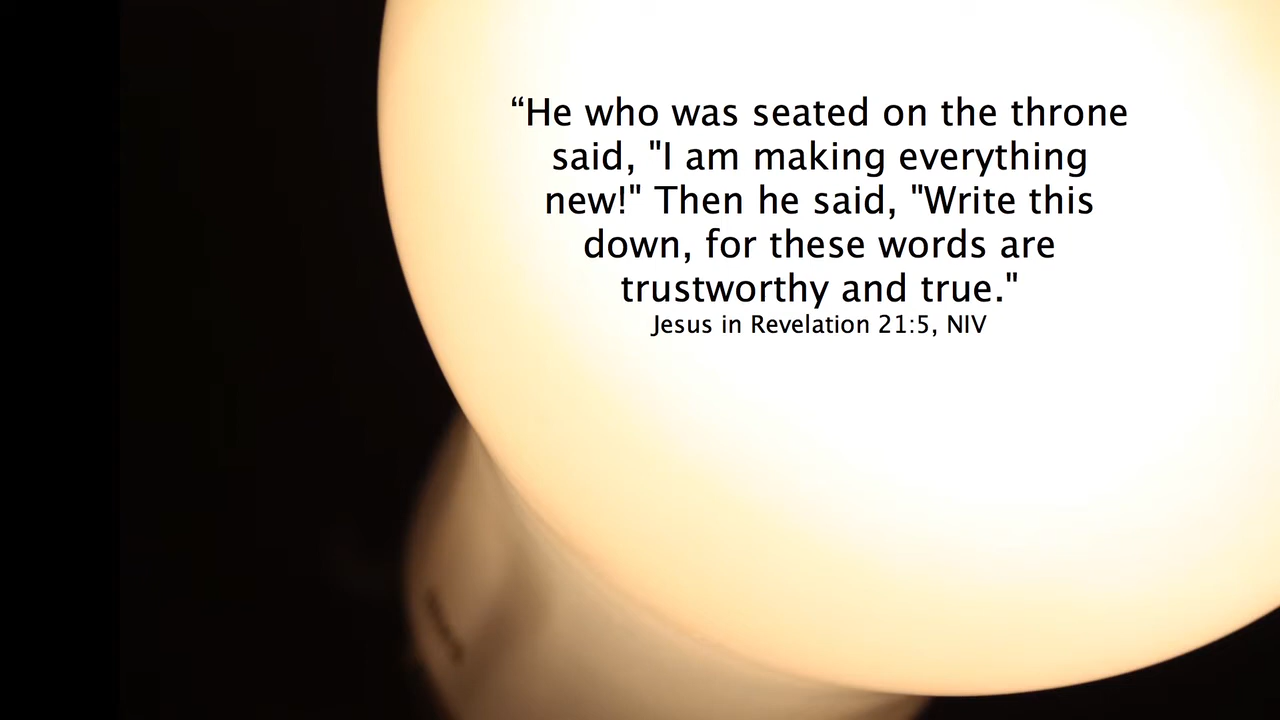 “He who was seated on the throne
said, "I am making everything
new!" Then he said, "Write this
down, for these words are
trustworthy and true."
Jesus in Revelation 21:5, NIV